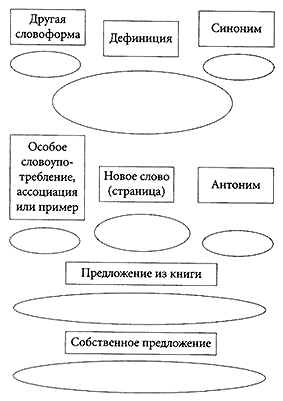 Другая
словоформа
Дефиниция
Синоним
Особое
словоупо-
требление,
ассоциация
или пример
Новое слово
(страница)
Антоним
Предложение из книги
Собственное предложение